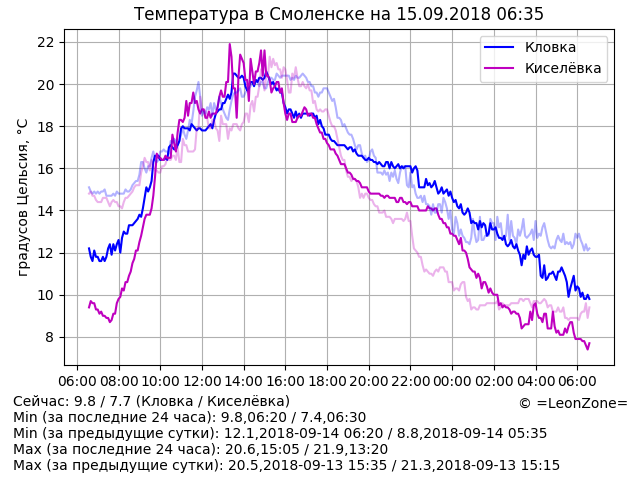 Температура в Смоленске на 15.09.2018 06:35
градусов Цельсия, °C
22
20
18
16
14
12
10
8
Кловка
Киселёвка
06:00 08:00 10:00 12:00 14:00 16:00 18:00 20:00 22:00 00:00 02:00 04:00 06:00
Сейчас: 9.8 / 7.7 (Кловка / Киселёвка)
© =LeonZone=
Min (за последние 24 часа): 9.8,06:20 / 7.4,06:30
Min (за предыдущие сутки): 12.1,2018-09-14 06:20 / 8.8,2018-09-14 05:35
Max (за последние 24 часа): 20.6,15:05 / 21.9,13:20
Max (за предыдущие сутки): 20.5,2018-09-13 15:35 / 21.3,2018-09-13 15:15